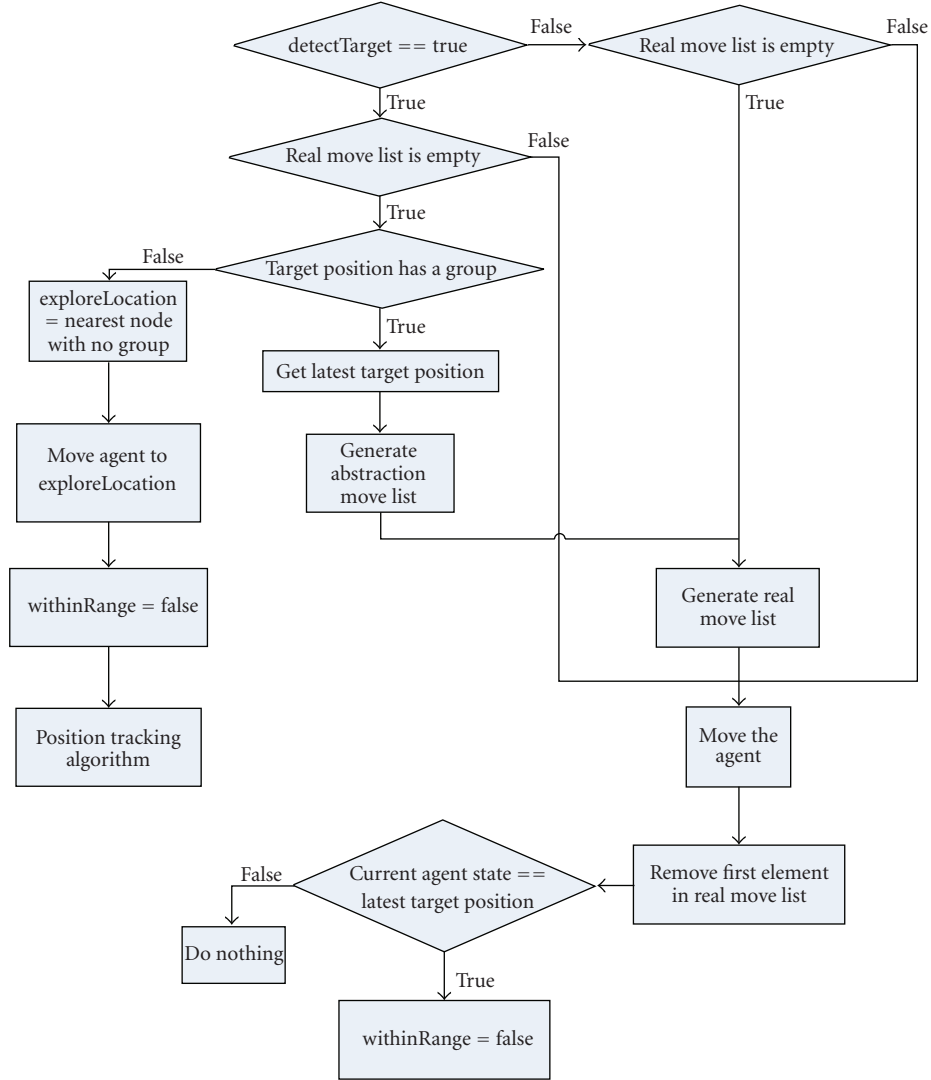 detectTarget == true
False
Real move list is empty
False
True
True
Real move list is empty
False
True
Target position has a group
False
True
exploreLocation
= nearest node
with no group
Get latest target position
Generate
abstraction
move list
Move agent to
exploreLocation
withinRange = false
Generate real
move list
Position tracking
algorithm
Move the
agent
Remove first element
in real move list
Current agent state ==
latest target position
False
Do nothing
True
withinRange = false